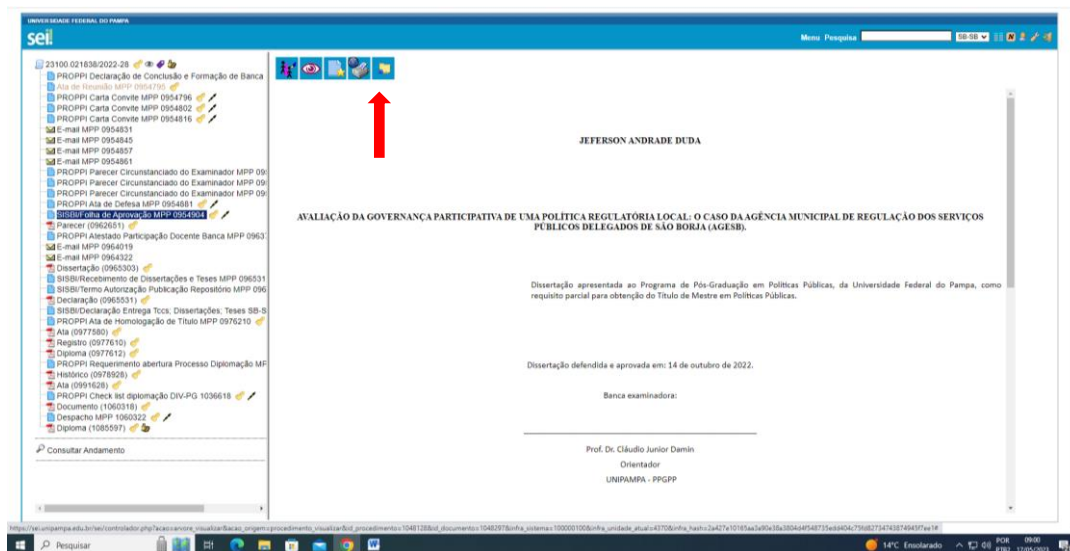 UNIVERSIDADE FEDERAL DO PAMPA
sei!
Menu Pesquisa
SB-SB
23100.021838/2022-28
PROPPI Declaração de Conclusão e Formação de Banca
Ata de Reunião MPP 0954795
PROPPI Carta Convite MPP 0954796
PROPPI Carta Convite MPP 0954802
PROPPI Carta Convite MPP 0954816
E-mail MPP 0954831
E-mail MPP 0954845
E-mail MPP 0954857
E-mail MPP 0954861
PROPPI Parecer Circunstanciado do Examinador MPP 09
PROPPI Parecer Circunstanciado do Examinador MPP 09
PROPPI Parecer Circunstanciado do Examinador MPP 09
PROPPI Ata de Defesa MPP 0954881
SISBI/Folha de Aprovação MPP 0954904
Parecer (0962651)
PROPPI Atestado Participação Docente Banca MPP 0963
E-mail MPP 0964019
E-mail MPP 0964322
Dissertação (0965303)
SISBI/Recebimento de Dissertações e Teses MPP 096531
SISBI/Termo Autorização Publicação Repositório MPP 096
Declaração (0965531)
SISBI/Declaração Entrega Tccs; Dissertações; Teses SB-S
PROPPI Ata de Homologação de Título MPP 0976210
Ata (0977580)
Registro (0977610)
Diploma (0977612)
PROPPI Requerimento abertura Processo Diplomação MF
Histórico (0978928)
Ata (0991628)
PROPPI Check list diplomação DIV-PG 1036618
Documento (1060318)
Despacho MPP 1060322
Diploma (1085597)
Consultar Andamento
JEFERSON ANDRADE DUDA
AVALIAÇÃO DA GOVERNANÇA PARTICIPATIVA DE UMA POLÍTICA REGULATÓRIA LOCAL: O CASO DA AGÊNCIA MUNICIPAL DE REGULAÇÃO DOS SERVIÇOS
PÚBLICOS DELEGADOS DE SÃO BORJA (AGESB).
Dissertação apresentada ao Programa de Pós-Graduação em Políticas Públicas, da Universidade Federal do Pampa, como
requisito parcial para obtenção do Título de Mestre em Políticas Públicas.
Dissertação defendida e aprovada em: 14 de outubro de 2022.
Banca examinadora:
Prof. Dr. Cláudio Junior Damin
Orientador
UNIPAMPA - PPGPP
Pesquisar
14°C Ensolarado
POR
09:00
PTB2
17/05/2023